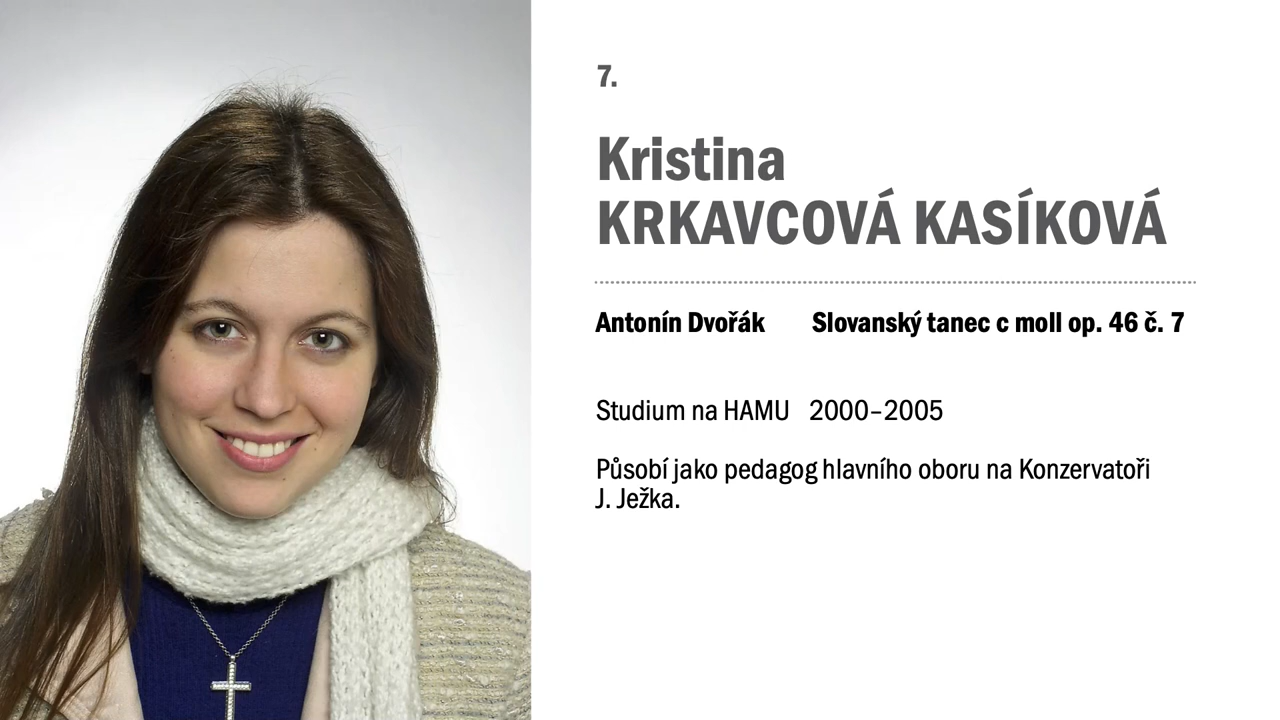 7.
Kristina
KRKAVCOVÁ KASÍKOVÁ
Antonín Dvořák Slovanský tanec c moll op. 46 č. 7
Studium na HAMU 2000–2005
Působí jako pedagog hlavního oboru na Konzervatoři
J. Ježka.